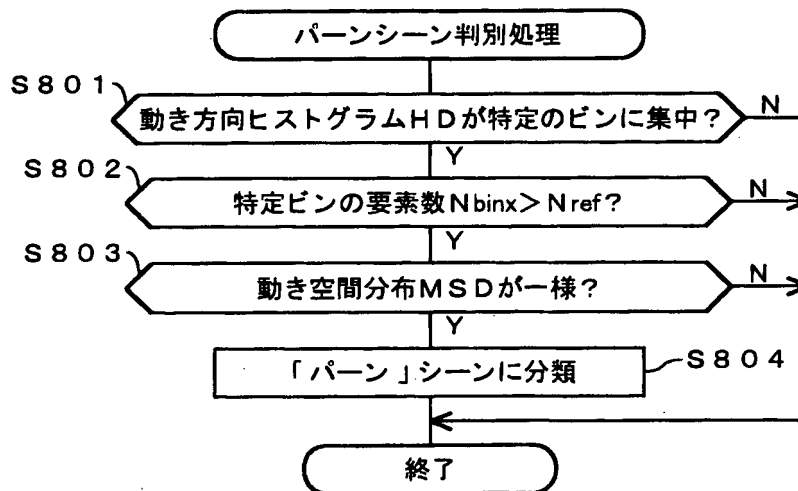 パーンシーン判別処理
S801
動き方向ヒストグラムHDが特定のビンに集中？
N
Y
S802
特定ビンの要素数Nbinx＞Nref？
N
Y
S803
動き空間分布MSDが一様？
N
Y
「パーン」シーンに分類
S804
終了